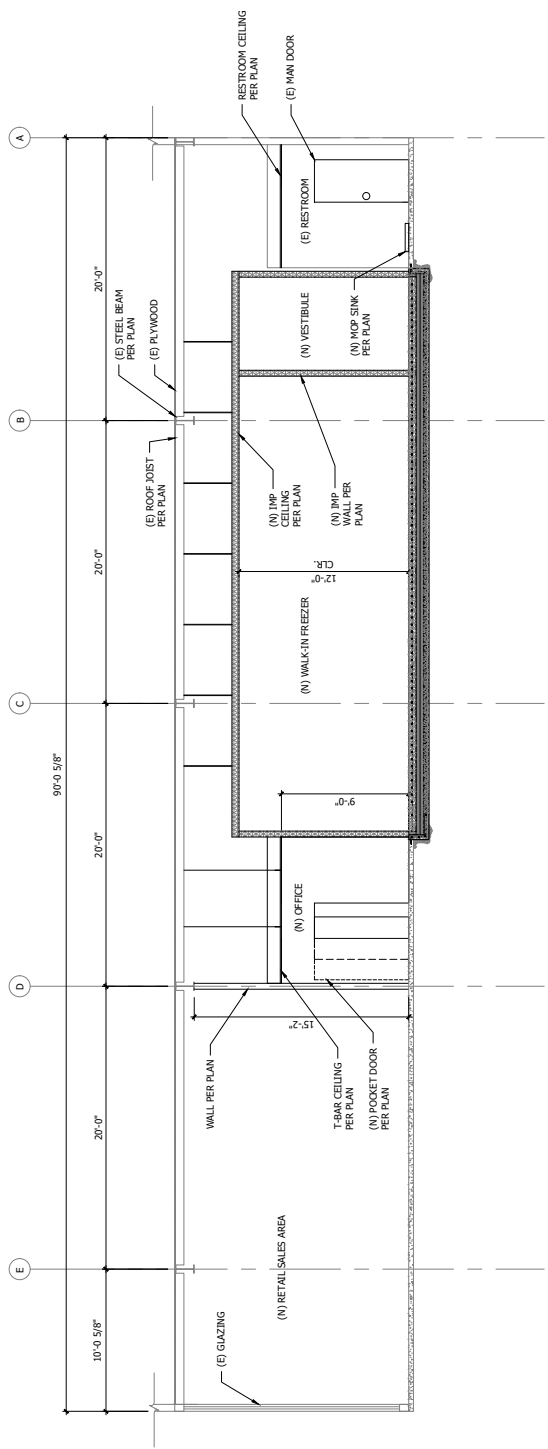 E
D
C
B
A
90'-0 5/8"
10'-0 5/8"
20'-0"
20'-0"
20'-0"
20'-0"
(E) GLAZING
(N) RETAIL SALES AREA
WALL PER PLAN
15'-2"
T-BAR CEILING
PER PLAN
(N) POCKET DOOR
PER PLAN
(N) OFFICE
9'-0"
(N) WALK-IN FREEZER
12'-0"
CLR.
(E) ROOF JOIST
PER PLAN
(E) STEEL BEAM
PER PLAN
(E) PLYWOOD
(N) IMP
CEILING
PER PLAN
(N) IMP
WALL PER
PLAN
(N) VESTIBULE
(N) MOP SINK
PER PLAN
(E) RESTROOM
RESTROOM CEILING
PER PLAN
(E) MAN DOOR